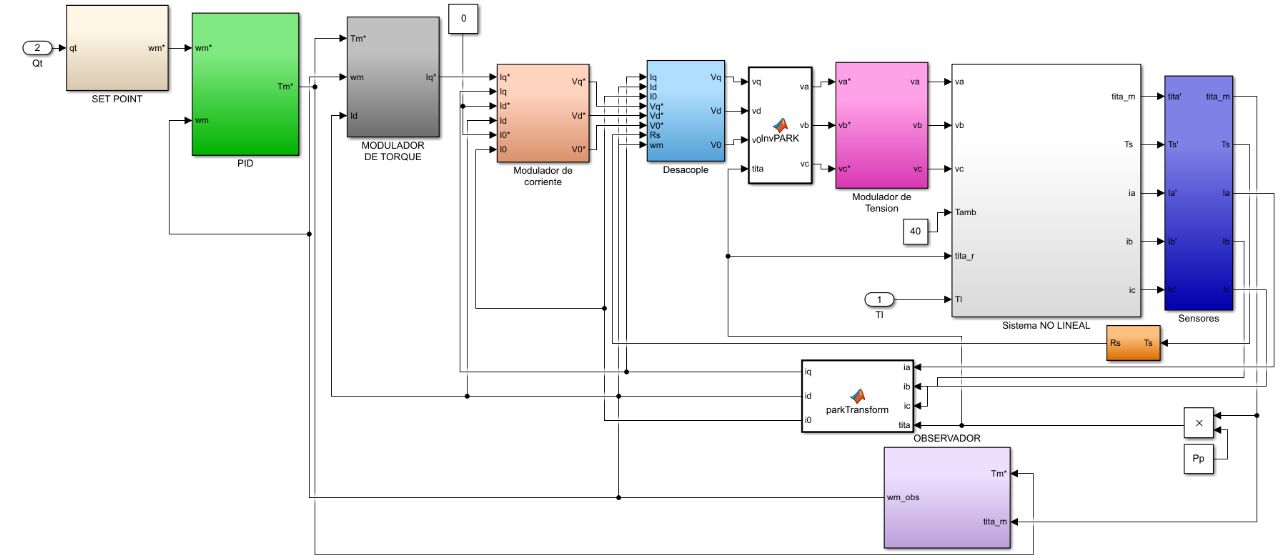 2
Qt
qt
wm*
SET POINT
wm*
wm
Tm*
PID
Tm*
wm
Id
Iq*
MODULADOR
DE TORQUE
0
Iq*
Iq
Id*
Id
I0*
I0
Vq*
Vd*
V0*
Modulador de
corriente
Iq
Id
I0
Vq*
Vd*
V0*
Rs
wm
Vq
Vd
V0
Desacople
vq
vd
v0
tita
InvPARK
va
vb
vc
va*
vb*
vc*
va
vb
vc
Modulador de
Tension
40
1
Tl
va
vb
vc
Tamb
tita_r
Tl
tita_m
Ts
ia
ib
ic
Sistema NO LINEAL
tita'
Ts'
Ia'
Ib'
Ic'
tita_m
Ts
Ia
Ib
Ic
Sensores
Rs
Ts
iq
id
i0
parkTransform
ia
ib
ic
tita
×
Pp
OBSERVADOR
wm_obs
Tm*
tita_m